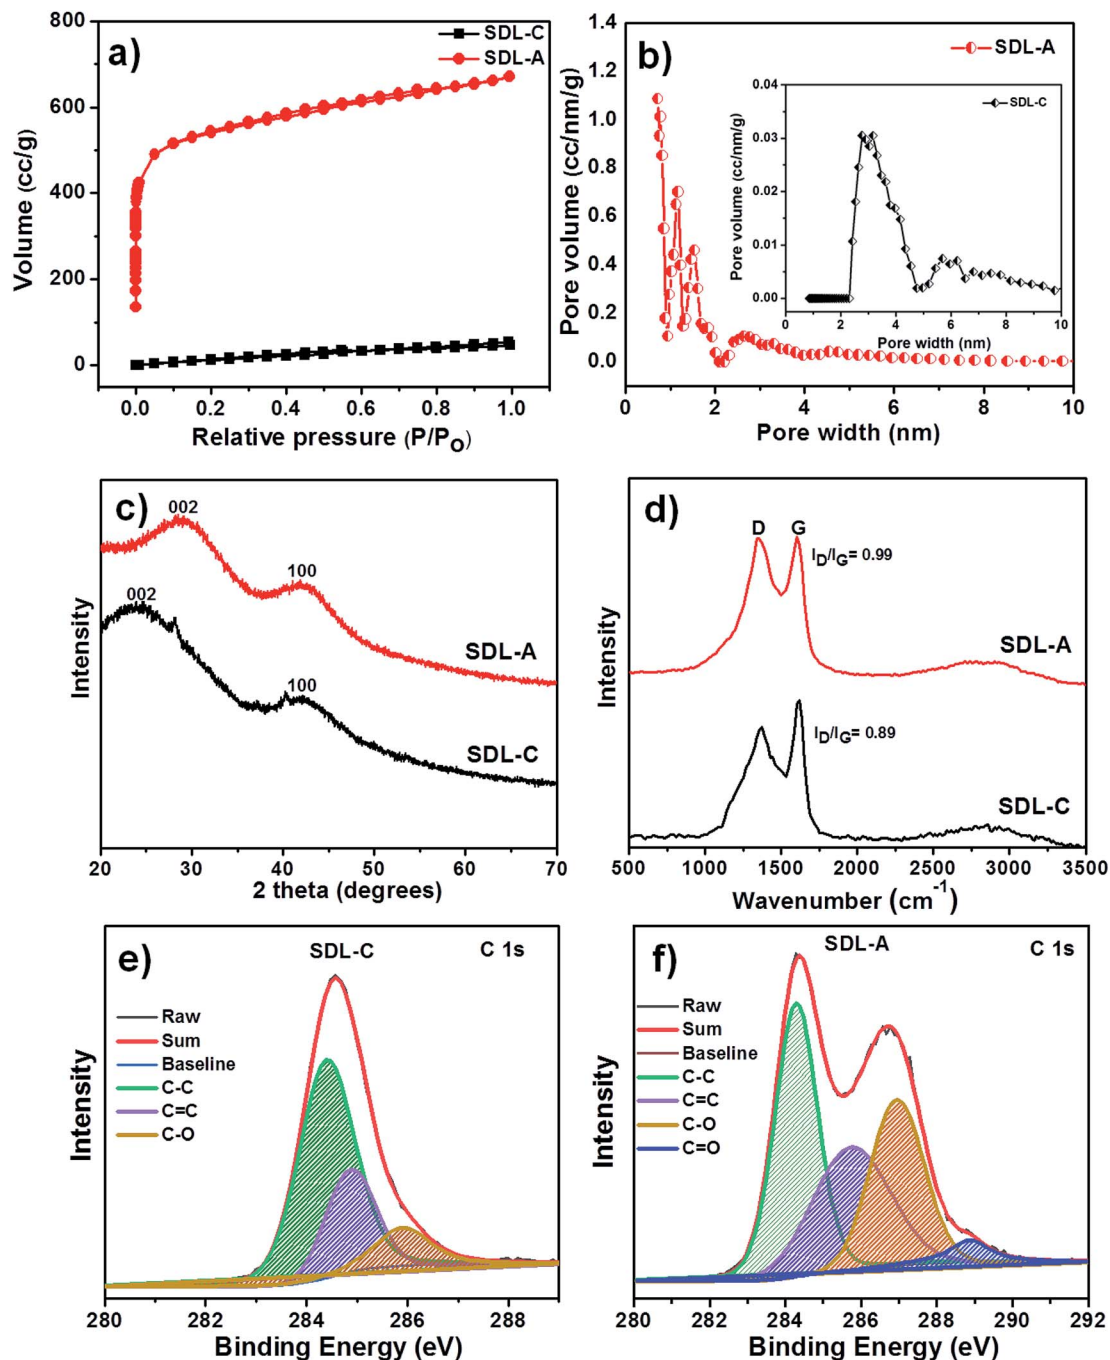 a)
SDL-C
SDL-A
800
600
400
200
0
Volume (cc/g)
0.0 0.2 0.4 0.6 0.8 1.0
Relative pressure (P/PO)
b)
SDL-A
1.4
1.2
1.0
0.8
0.6
0.4
0.2
0.0
Pore volume (cc/nm/g)
0 2 4 6 8 10
Pore width (nm)
SDL-C
0.04
0.03
0.02
0.01
0.00
Pore volume (cc/nm/g)
0 2 4 6 8 10
Pore width (nm)
c)
002
100
SDL-A
002
100
SDL-C
Intensity
20 30 40 50 60 70
2 theta (degrees)
d)
D G
ID/IG= 0.99
SDL-A
ID/IG= 0.89
SDL-C
Intensity
500 1000 1500 2000 2500 3000 3500
Wavenumber (cm-1)
e)
SDL-C
C 1s
Raw
Sum
Baseline
C-C
C=C
C-O
Intensity
280 282 284 286 288
Binding Energy (eV)
f)
SDL-A
C 1s
Raw
Sum
Baseline
C-C
C=C
C-O
C=O
Intensity
280 282 284 286 288 290 292
Binding Energy (eV)